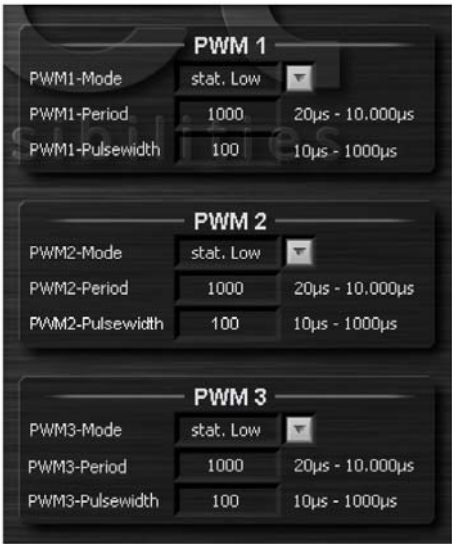 PWM 1
PWM1-Mode stat. Low
PWM1-Period 1000 20µs - 10.000µs
PWM1-Pulsewidth 100 10µs - 1000µs
sibilities
PWM 2
PWM2-Mode stat. Low
PWM2-Period 1000 20µs - 10.000µs
PWM2-Pulsewidth 100 10µs - 1000µs
PWM 3
PWM3-Mode stat. Low
PWM3-Period 1000 20µs - 10.000µs
PWM3-Pulsewidth 100 10µs - 1000µs